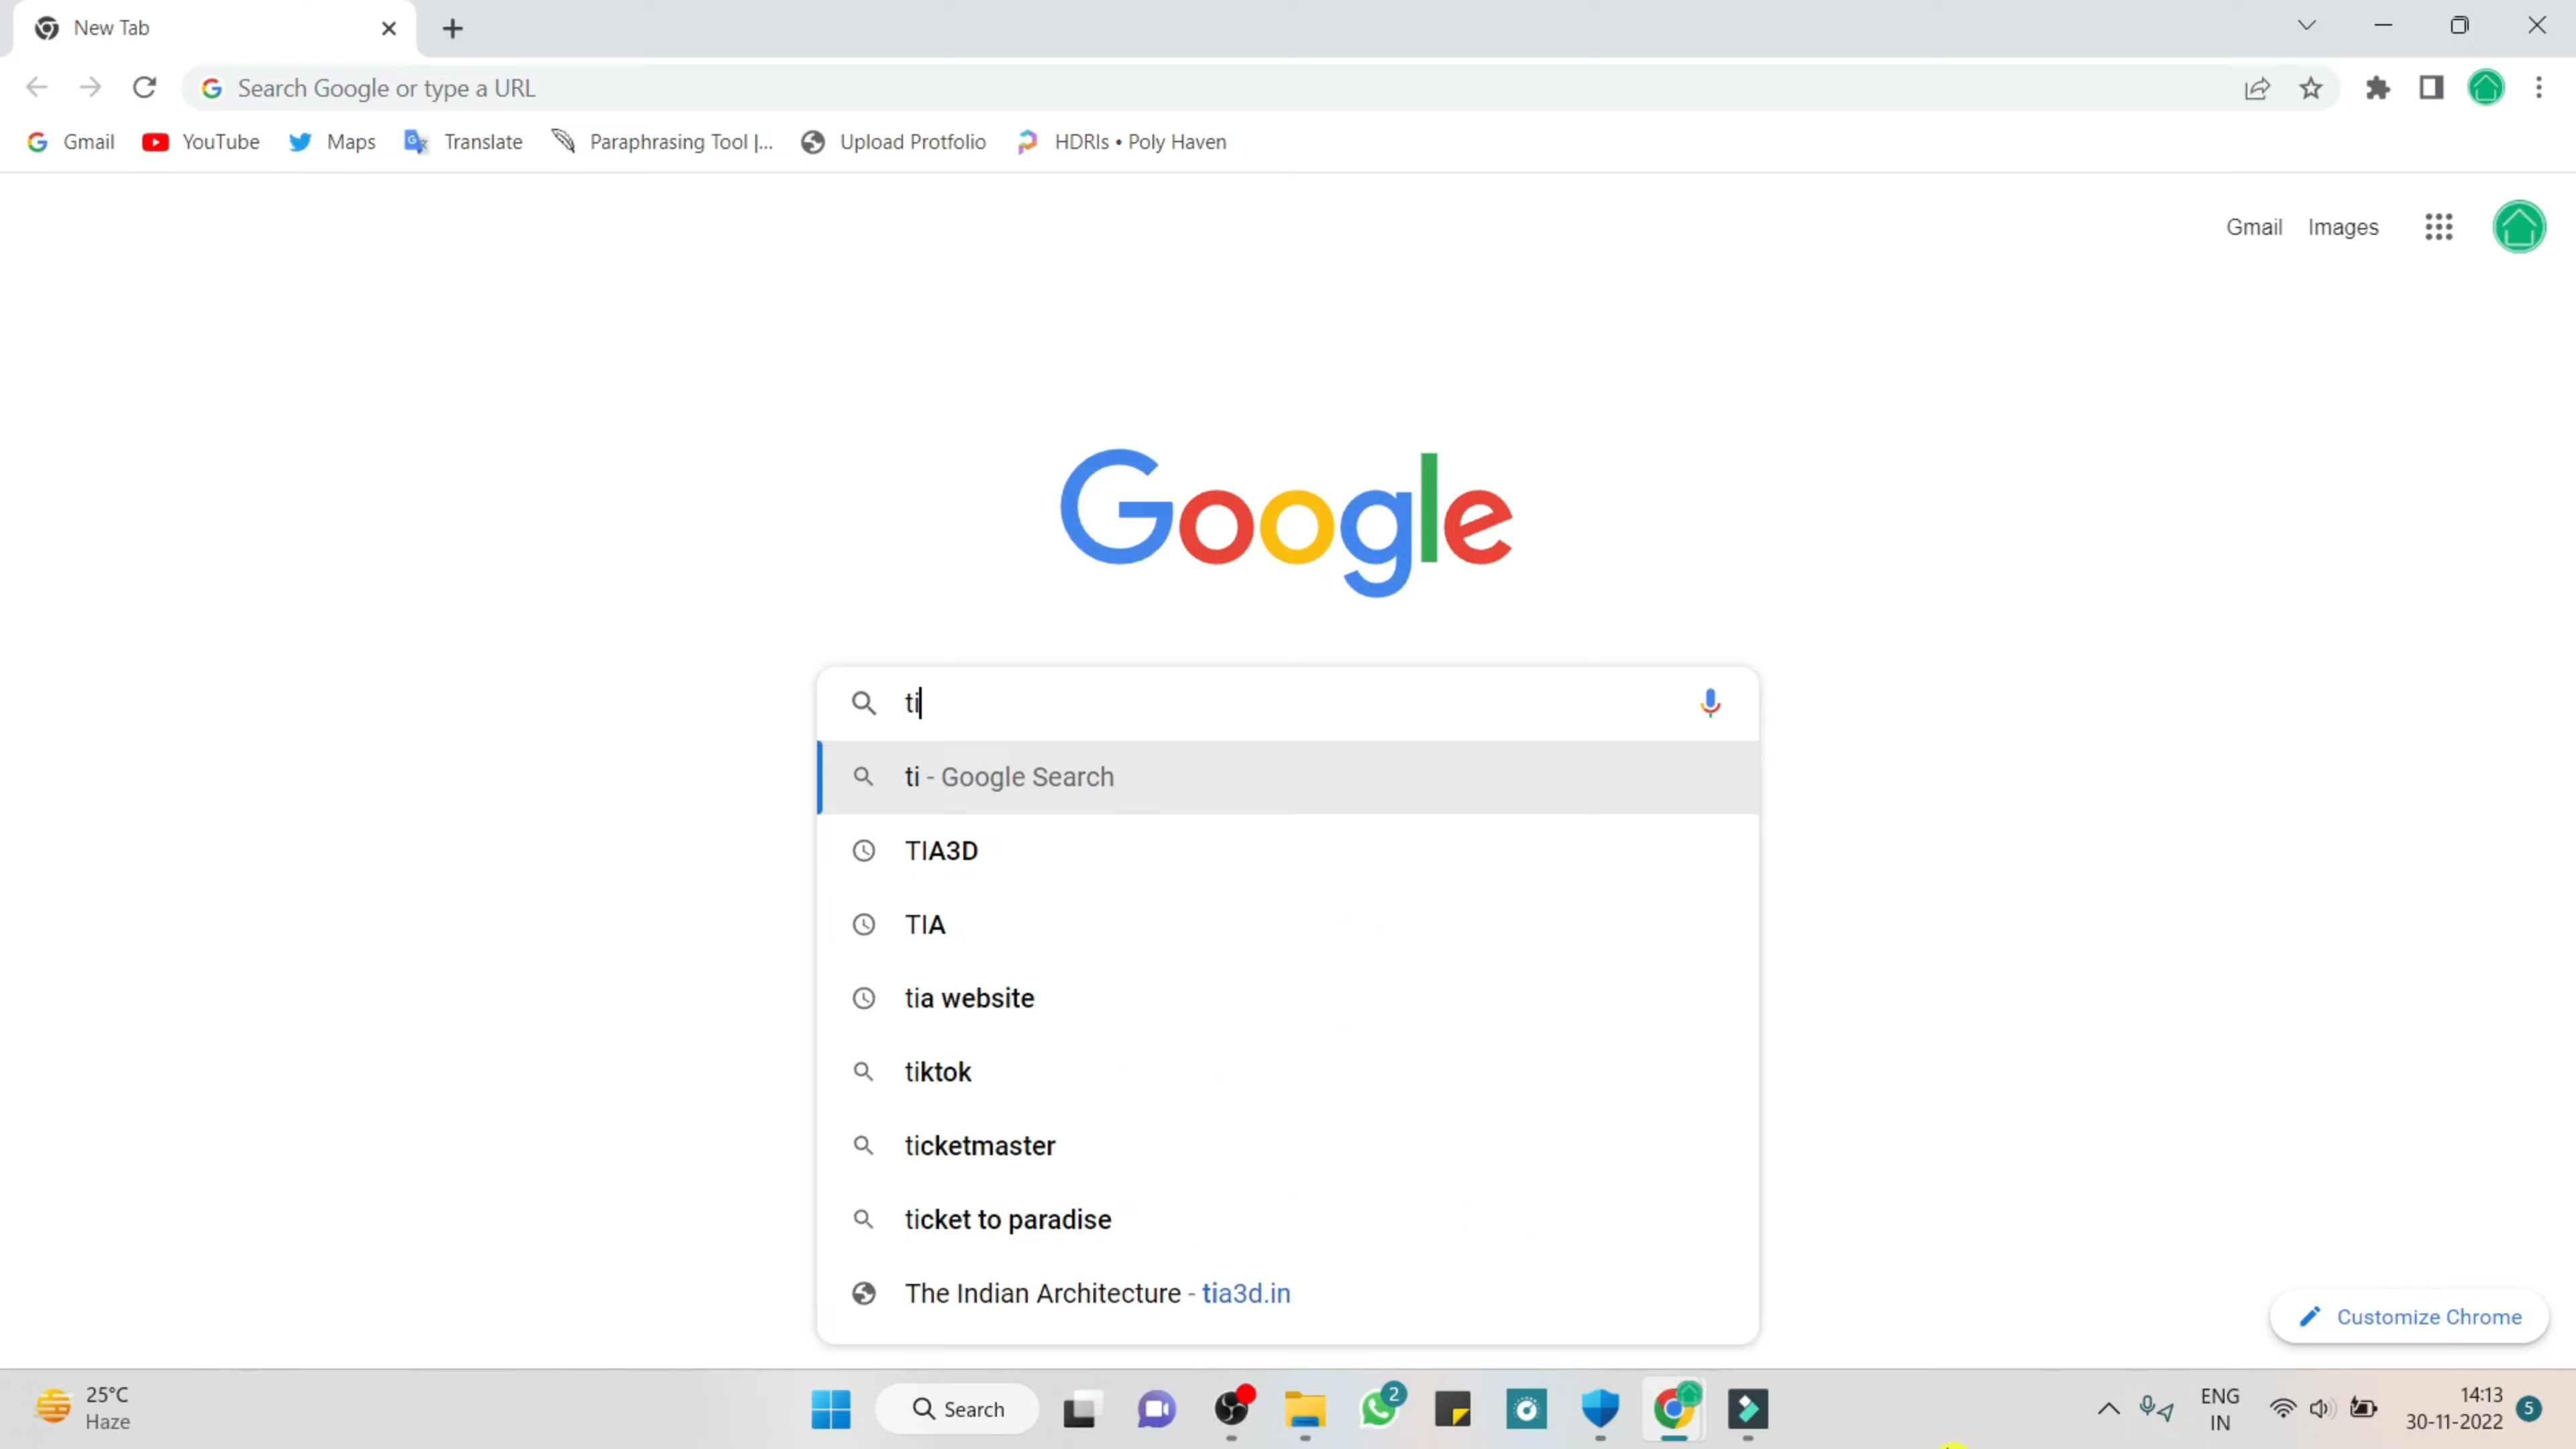 New Tab
Search Google or type a URL
Gmail YouTube Maps Translate Paraphrasing Tool |... Upload Protfolio HDRIs • Poly Haven
Gmail Images
Google
ti
ti - Google Search
TIA3D
TIA
tia website
tiktok
ticketmaster
ticket to paradise
The Indian Architecture - tia3d.in
Customize Chrome
25°C
Haze
Search
2
ENG
IN
14:13
30-11-2022
5